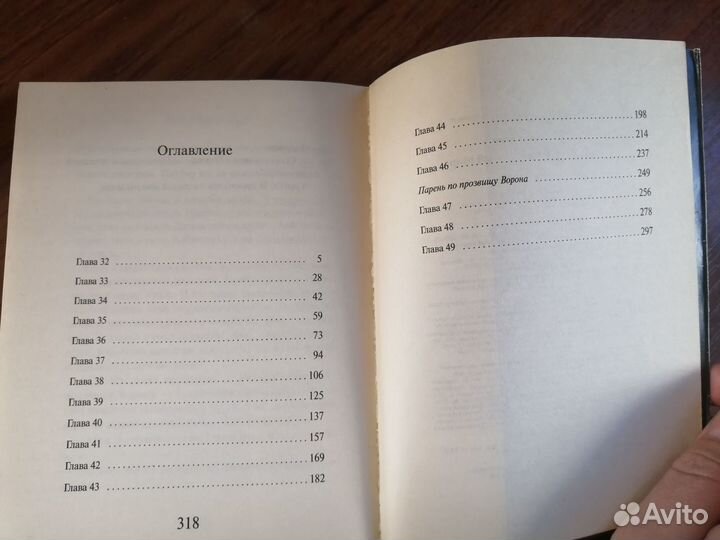 Оглавление
Глава 32 5
Глава 33 28
Глава 34 42
Глава 35 59
Глава 36 73
Глава 37 94
Глава 38 106
Глава 39 125
Глава 40 137
Глава 41 157
Глава 42 169
Глава 43 182
318
Глава 44 198
Глава 45 214
Глава 46 237
Парень по прозвищу Ворона 249
Глава 47 256
Глава 48 278
Глава 49 297
Avito